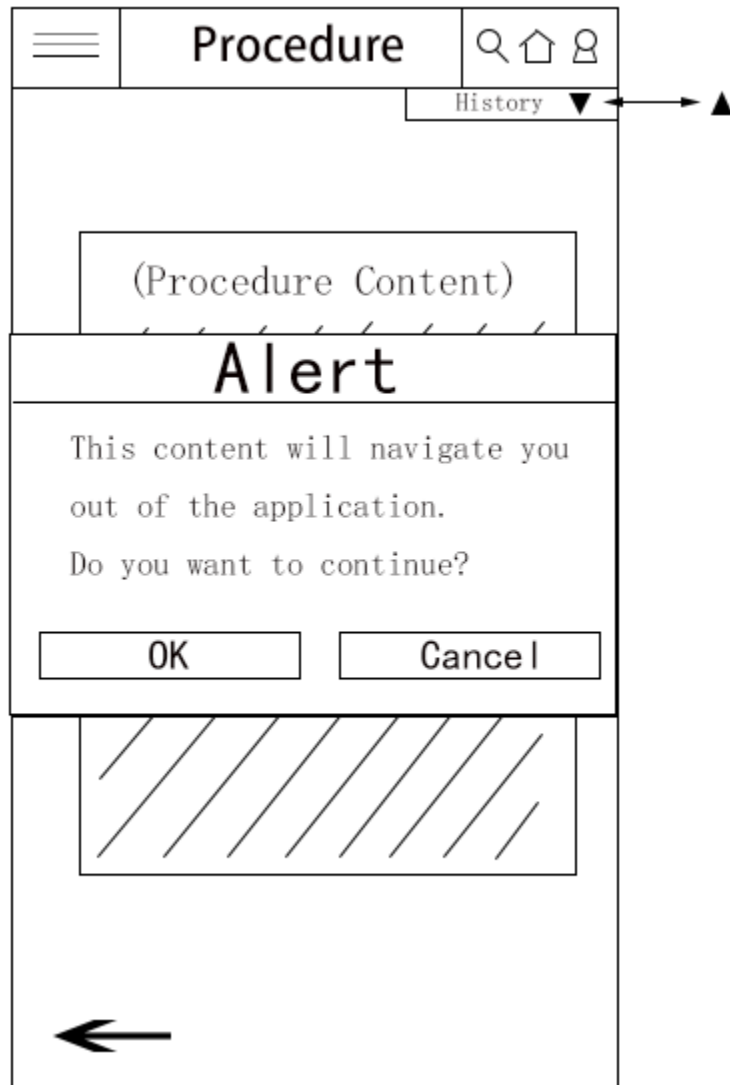 Procedure
History ▼ ▲
(Procedure Content)
Alert
This content will navigate you
out of the application.
Do you want to continue?
OK Cancel